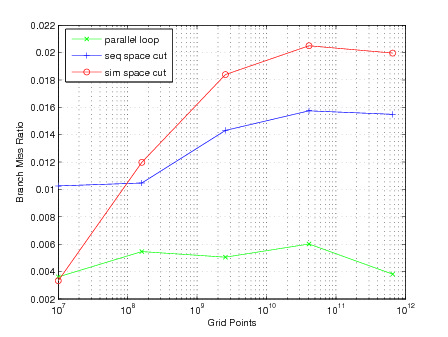 0.022
0.02
0.018
0.016
0.014
0.012
0.01
0.008
0.006
0.004
0.002
Branch Miss Ratio
parallel loop
seq space cut
sim space cut
10^7 10^8 10^9 10^10 10^11 10^12
Grid Points